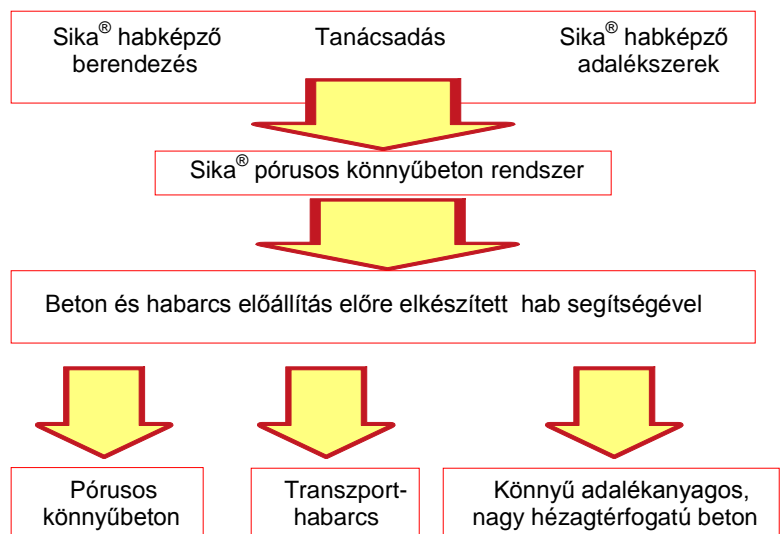 Sika® habképző berendezés
Tanácsadás
Sika® habképző adalékszerek
Sika® pórusos könnyűbeton rendszer
Beton és habarcs előállítás előre elkészített hab segítségével
Pórusos
könnyűbeton
Transzport-
habarcs
Könnyű adalékanyagos,
nagy hézagtérfogatú beton